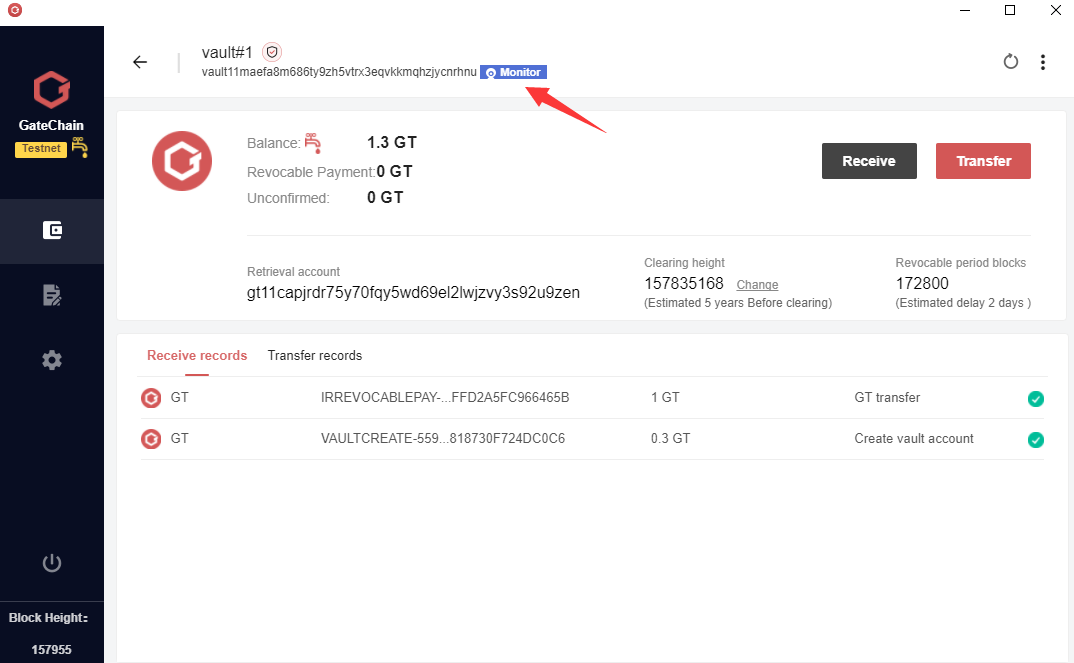 vault#1
vault11maefa8m686ty9zh5vtrx3eqvkkmqhzjycnrhnu Monitor
GateChain
Testnet
Balance: 1.3 GT
Revocable Payment: 0 GT
Unconfirmed: 0 GT
Receive
Transfer
Retrieval account
gt11capjrdr75y70fqy5wd69el2lwjzvy3s92u9zen
Clearing height
157835168 Change
(Estimated 5 years Before clearing)
Revocable period blocks
172800
(Estimated delay 2 days )
Receive records Transfer records
GT IRREVOCABLEPAY-...FFD2A5FC966465B 1 GT GT transfer
GT VAULTCREATE-559...818730F724DC0C6 0.3 GT Create vault account
Block Height:
157955